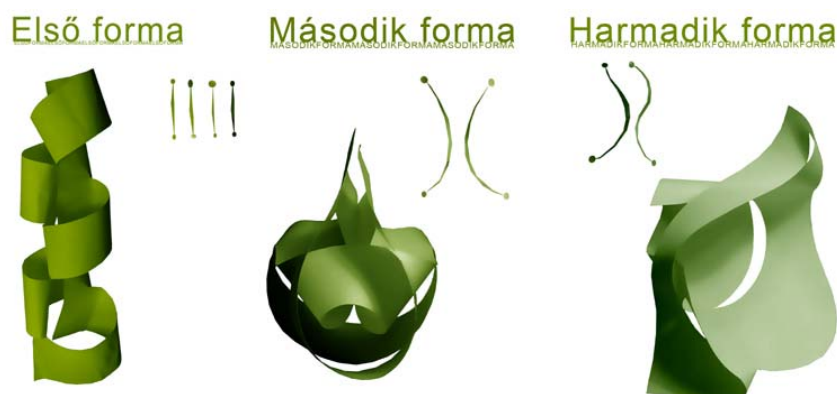 Első forma
Második forma
MÁSODIKFORMAMÁSODIKFORMAMÁSODIKFORMA
Harmadik forma
HARMADIKFORMAHARMADIKFORMAHARMADIKFORMA